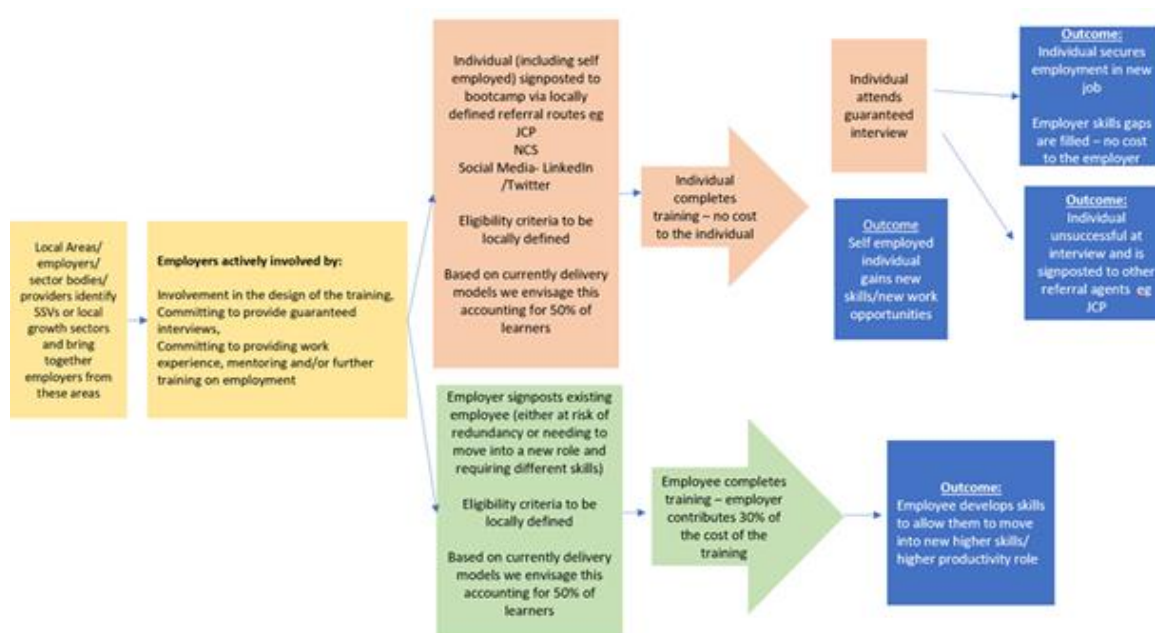 Local Areas/
employers/
sector bodies/
providers identify
SSVs or local
growth sectors
and bring
together
employers from
these areas
Employers actively involved by:
Involvement in the design of the training,
Committing to provide guaranteed
interviews,
Committing to providing work
experience, mentoring and/or further
training on employment
Individual (including self
employed) signposted to
bootcamp via locally
defined referral routes eg
JCP
NCS
Social Media- LinkedIn
/Twitter
Eligibility criteria to be
locally defined
Based on currently delivery
models we envisage this
accounting for 50% of
learners
Individual
completes
training – no cost
to the individual
Individual
attends
guaranteed
interview
Outcome:
Individual secures
employment in new
job
Employer skills gaps
are filled – no cost
to the employer
Outcome
Self employed
individual
gains new
skills/new work
opportunities
Outcome:
Individual
unsuccessful at
interview and is
signposted to other
referral agents eg
JCP
Employer signposts existing
employee (either at risk of
redundancy or needing to
move into a new role and
requiring different skills)
Eligibility criteria to be
locally defined
Based on currently delivery
models we envisage this
accounting for 50% of
learners
Employee completes
training – employer
contributes 30% of
the cost of the
training
Outcome:
Employee develops skills
to allow them to move
into new higher skills/
higher productivity role